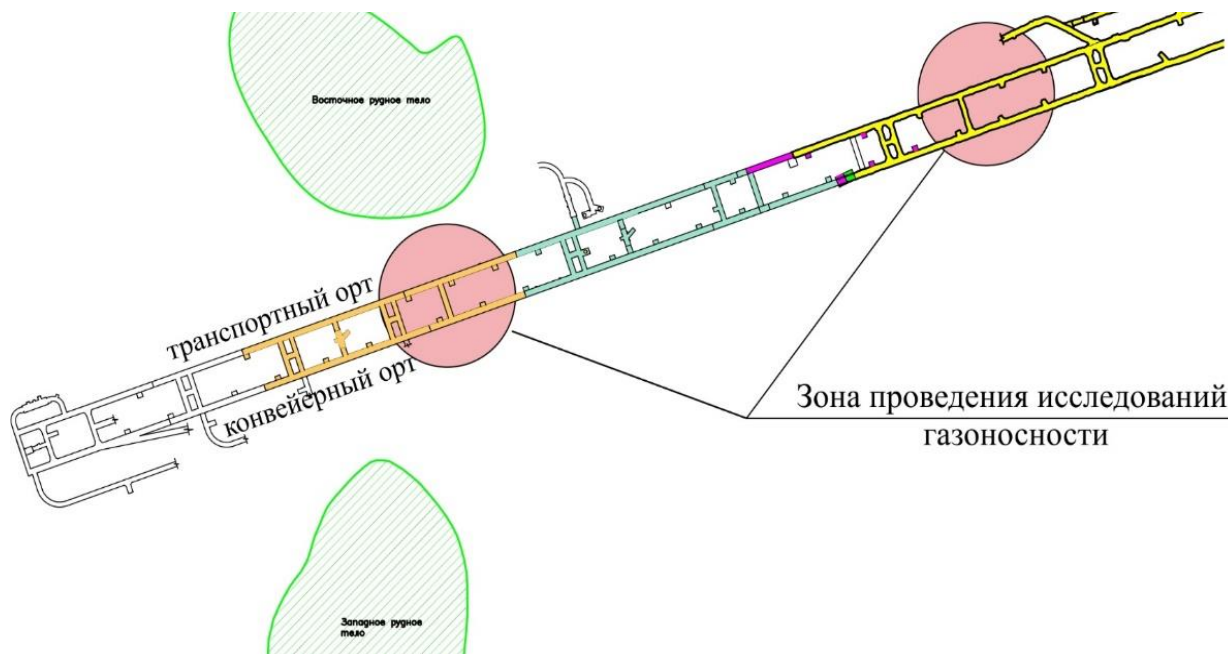 Восточное рудное тело
транспортный орт
конвейерный орт
Зона проведения исследований
газоносности
Западное рудное
тело